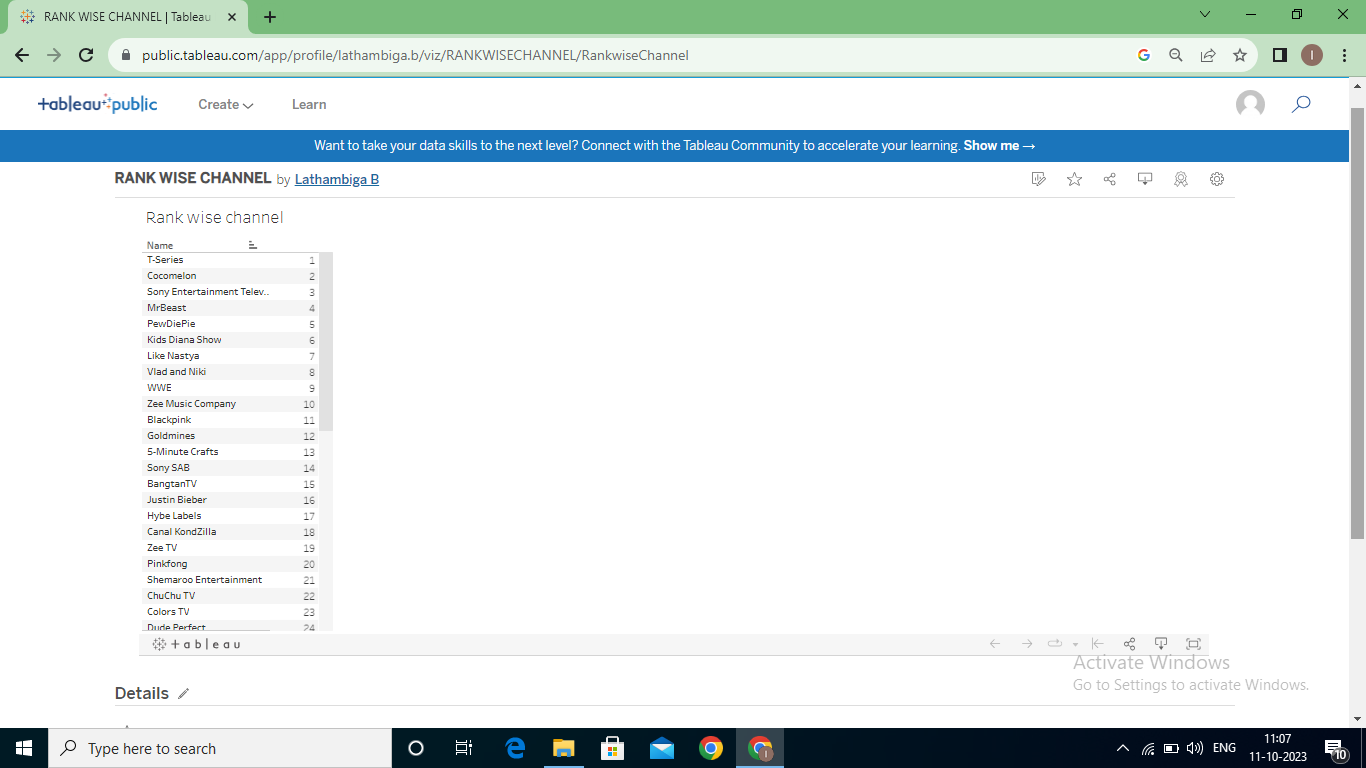 RANK WISE CHANNEL | Tableau
public.tableau.com/app/profile/lathambiga.b/viz/RANKWISECHANNEL/RankwiseChannel
I
+ableau public
Create
Learn
Want to take your data skills to the next level? Connect with the Tableau Community to accelerate your learning. Show me →
RANK WISE CHANNEL by Lathambiga B
Rank wise channel
Name
T-Series 1
Cocomelon 2
Sony Entertainment Telev.. 3
MrBeast 4
PewDiePie 5
Kids Diana Show 6
Like Nastya 7
Vlad and Niki 8
WWE 9
Zee Music Company 10
Blackpink 11
Goldmines 12
5-Minute Crafts 13
Sony SAB 14
BangtanTV 15
Justin Bieber 16
Hybe Labels 17
Canal KondZilla 18
Zee TV 19
Pinkfong 20
Shemaroo Entertainment 21
ChuChu TV 22
Colors TV 23
Dude Perfect 24
+ableau
Activate Windows
Go to Settings to activate Windows.
Details
Type here to search
I
ENG
11:07
11-10-2023
10